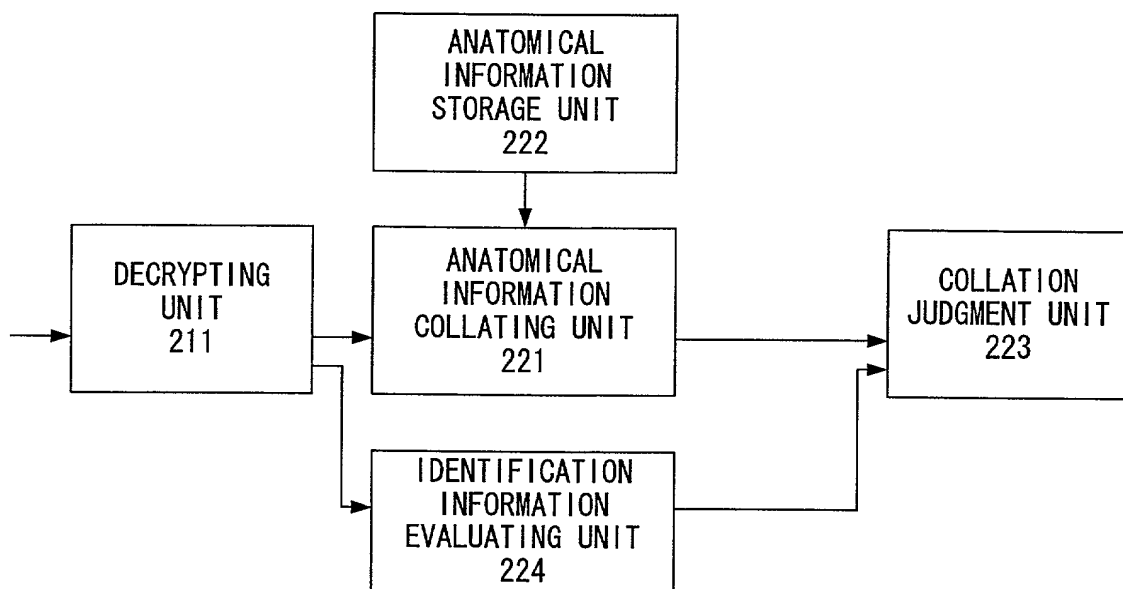 ANATOMICAL
INFORMATION
STORAGE UNIT
222
DECRYPTING
UNIT
211
ANATOMICAL
INFORMATION
COLLATING UNIT
221
COLLATION
JUDGMENT UNIT
223
IDENTIFICATION
INFORMATION
EVALUATING UNIT
224